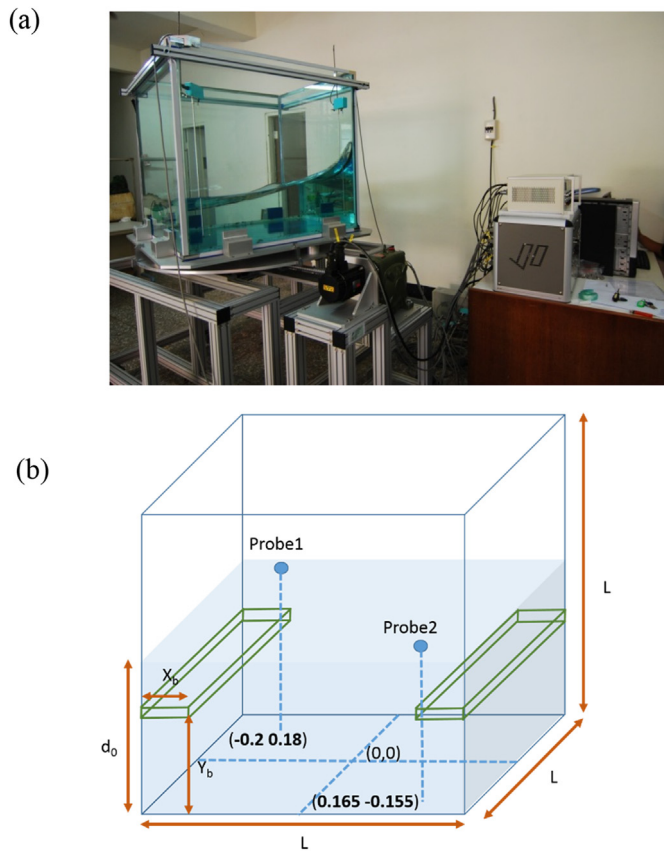 (a)
(b)
Probe1
Probe2
L
X_b
d_0
Y_b
(-0.2 0.18)
(0,0)
(0.165 -0.155)
L
L